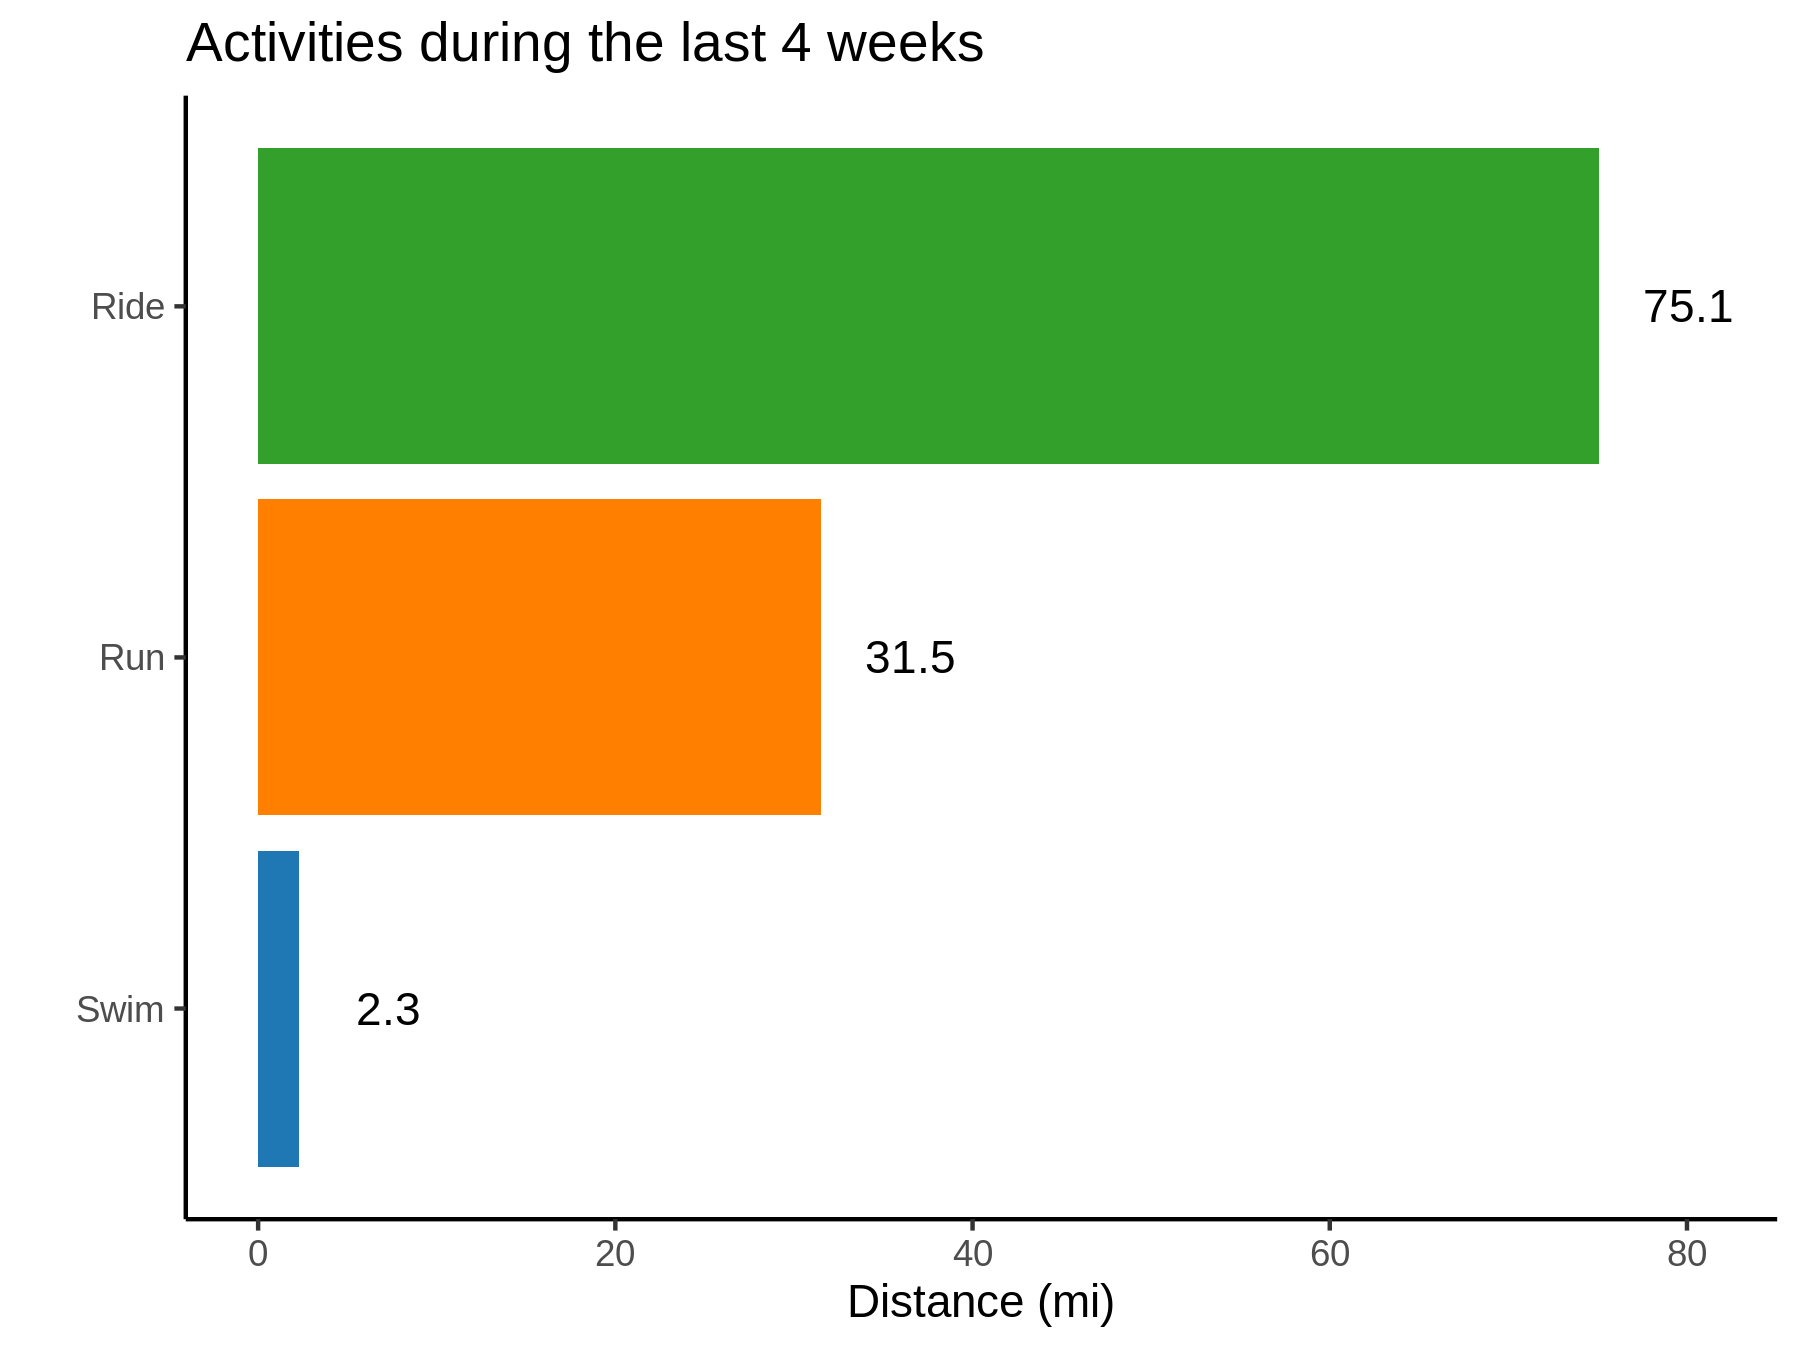 Activities during the last 4 weeks
Ride
75.1
Run
31.5
Swim
2.3
0 20 40 60 80
Distance (mi)